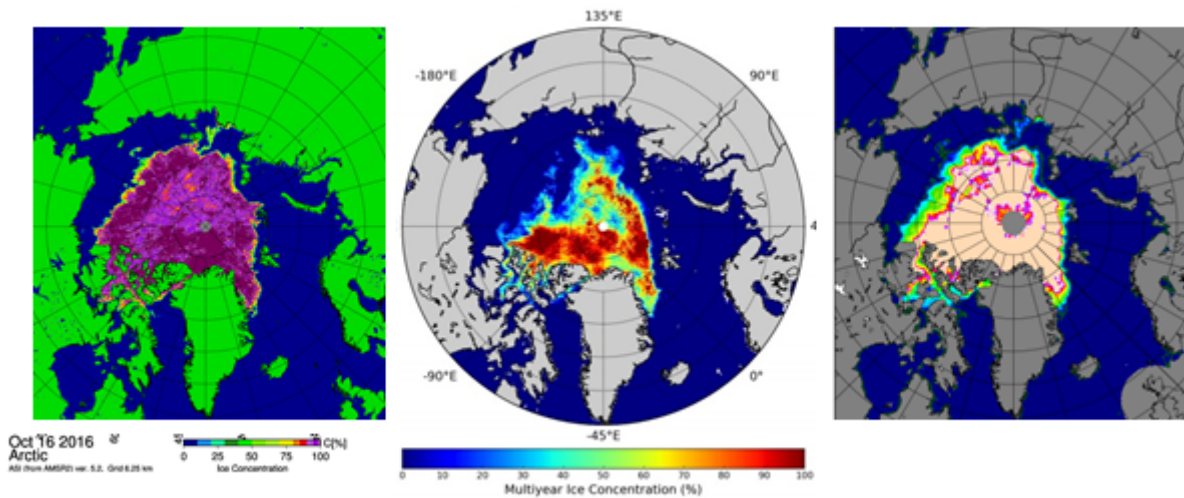 135°E
-180°E
90°E
-90°E
0°
-45°E
4
Oct 16 2016
Arctic
ASI (from AMSR2) ver. 5.2. Grid 6.25 km
C[%]
0 25 50 75 100
Ice Concentration
0 10 20 30 40 50 60 70 80 90 100
Multiyear Ice Concentration (%)